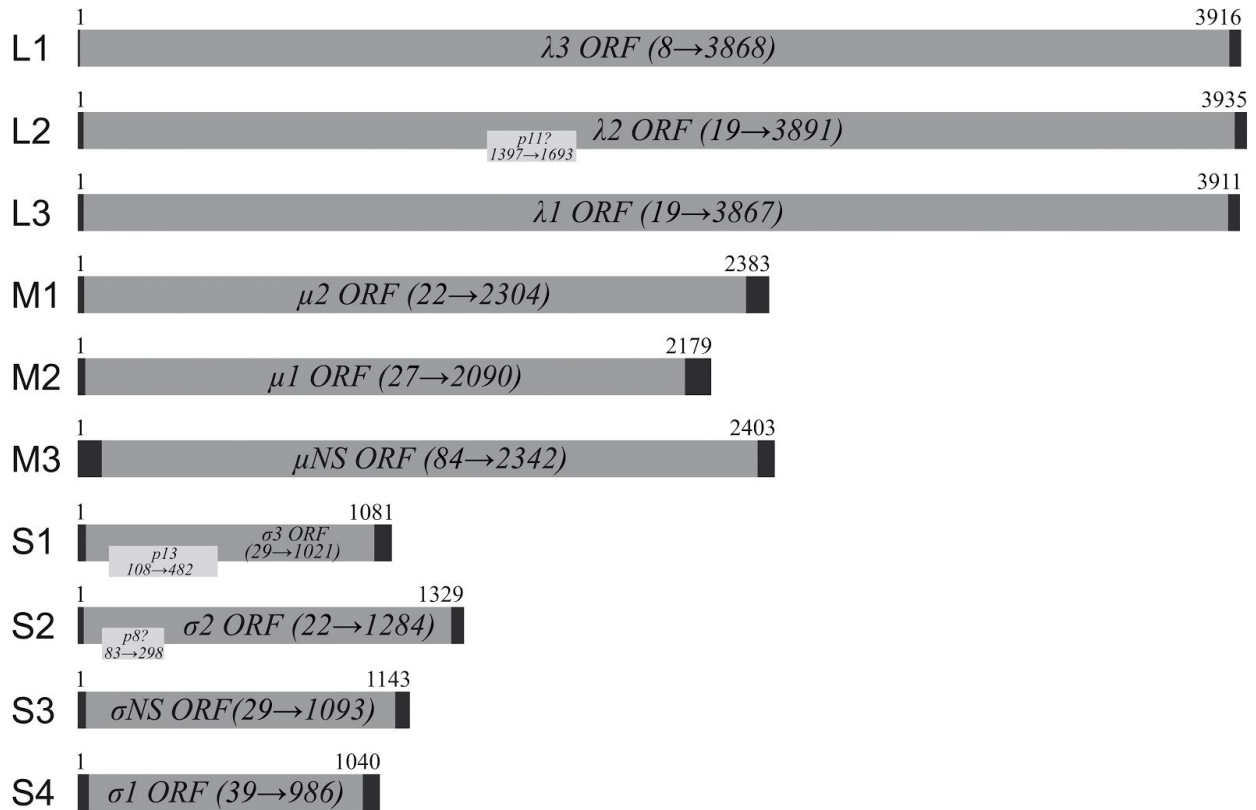 1 3916
L1 λ3 ORF (8→3868)
1 3935
L2 λ2 ORF (19→3891)
p11?
1397→1693
1 3911
L3 λ1 ORF (19→3867)
1 2383
M1 μ2 ORF (22→2304)
1 2179
M2 μ1 ORF (27→2090)
1 2403
M3 μNS ORF (84→2342)
1 1081
S1 σ3 ORF
(29→1021)
p13
108→482
1 1329
S2 σ2 ORF (22→1284)
p8?
83→298
1 1143
S3 σNS ORF(29→1093)
1 1040
S4 σ1 ORF (39→986)